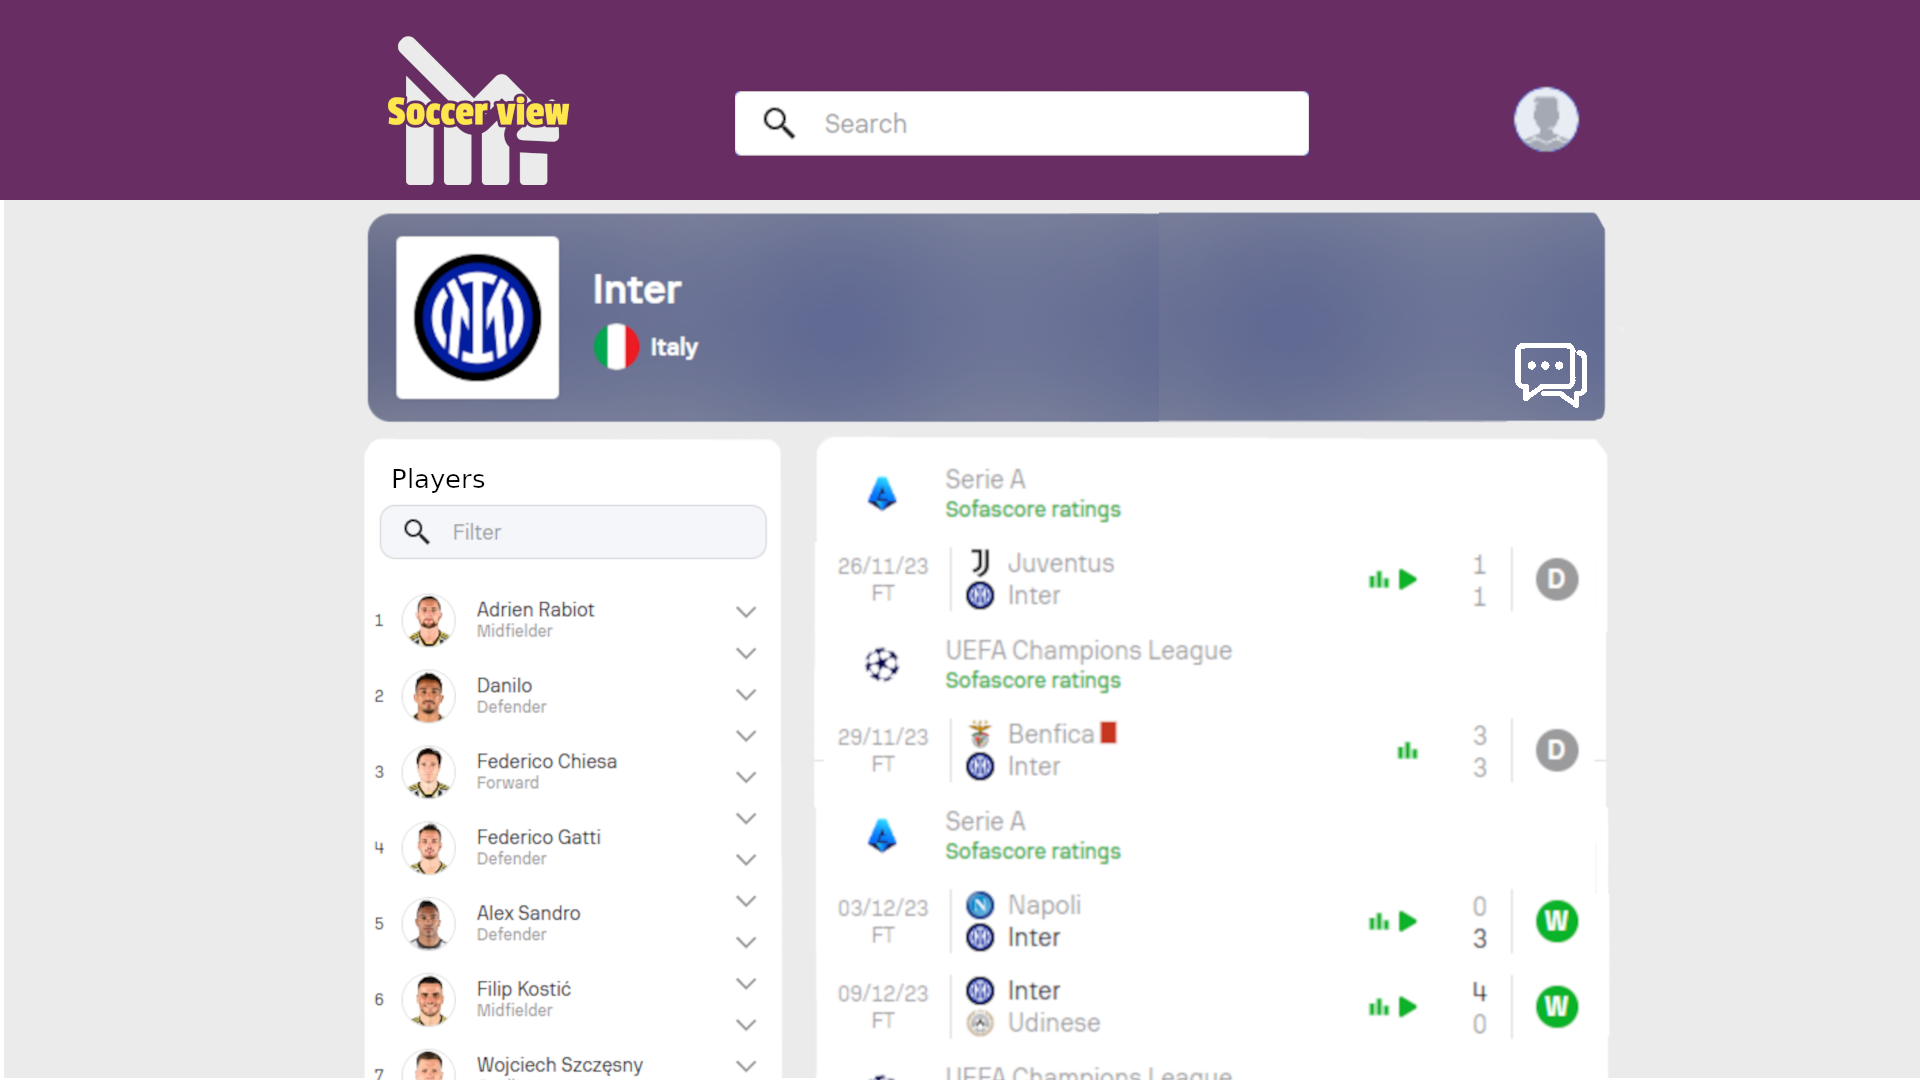 Soccer view
Search
Inter
Italy
Players
Filter
1
Adrien Rabiot
Midfielder
2
Danilo
Defender
3
Federico Chiesa
Forward
4
Federico Gatti
Defender
5
Alex Sandro
Defender
6
Filip Kostić
Midfielder
7
Wojciech Szczęsny
Serie A
Sofascore ratings
26/11/23
FT
Juventus
Inter
1
1
D
UEFA Champions League
Sofascore ratings
29/11/23
FT
Benfica
Inter
3
3
D
Serie A
Sofascore ratings
03/12/23
FT
Napoli
Inter
0
3
W
09/12/23
FT
Inter
Udinese
4
0
W
UEFA Champions League